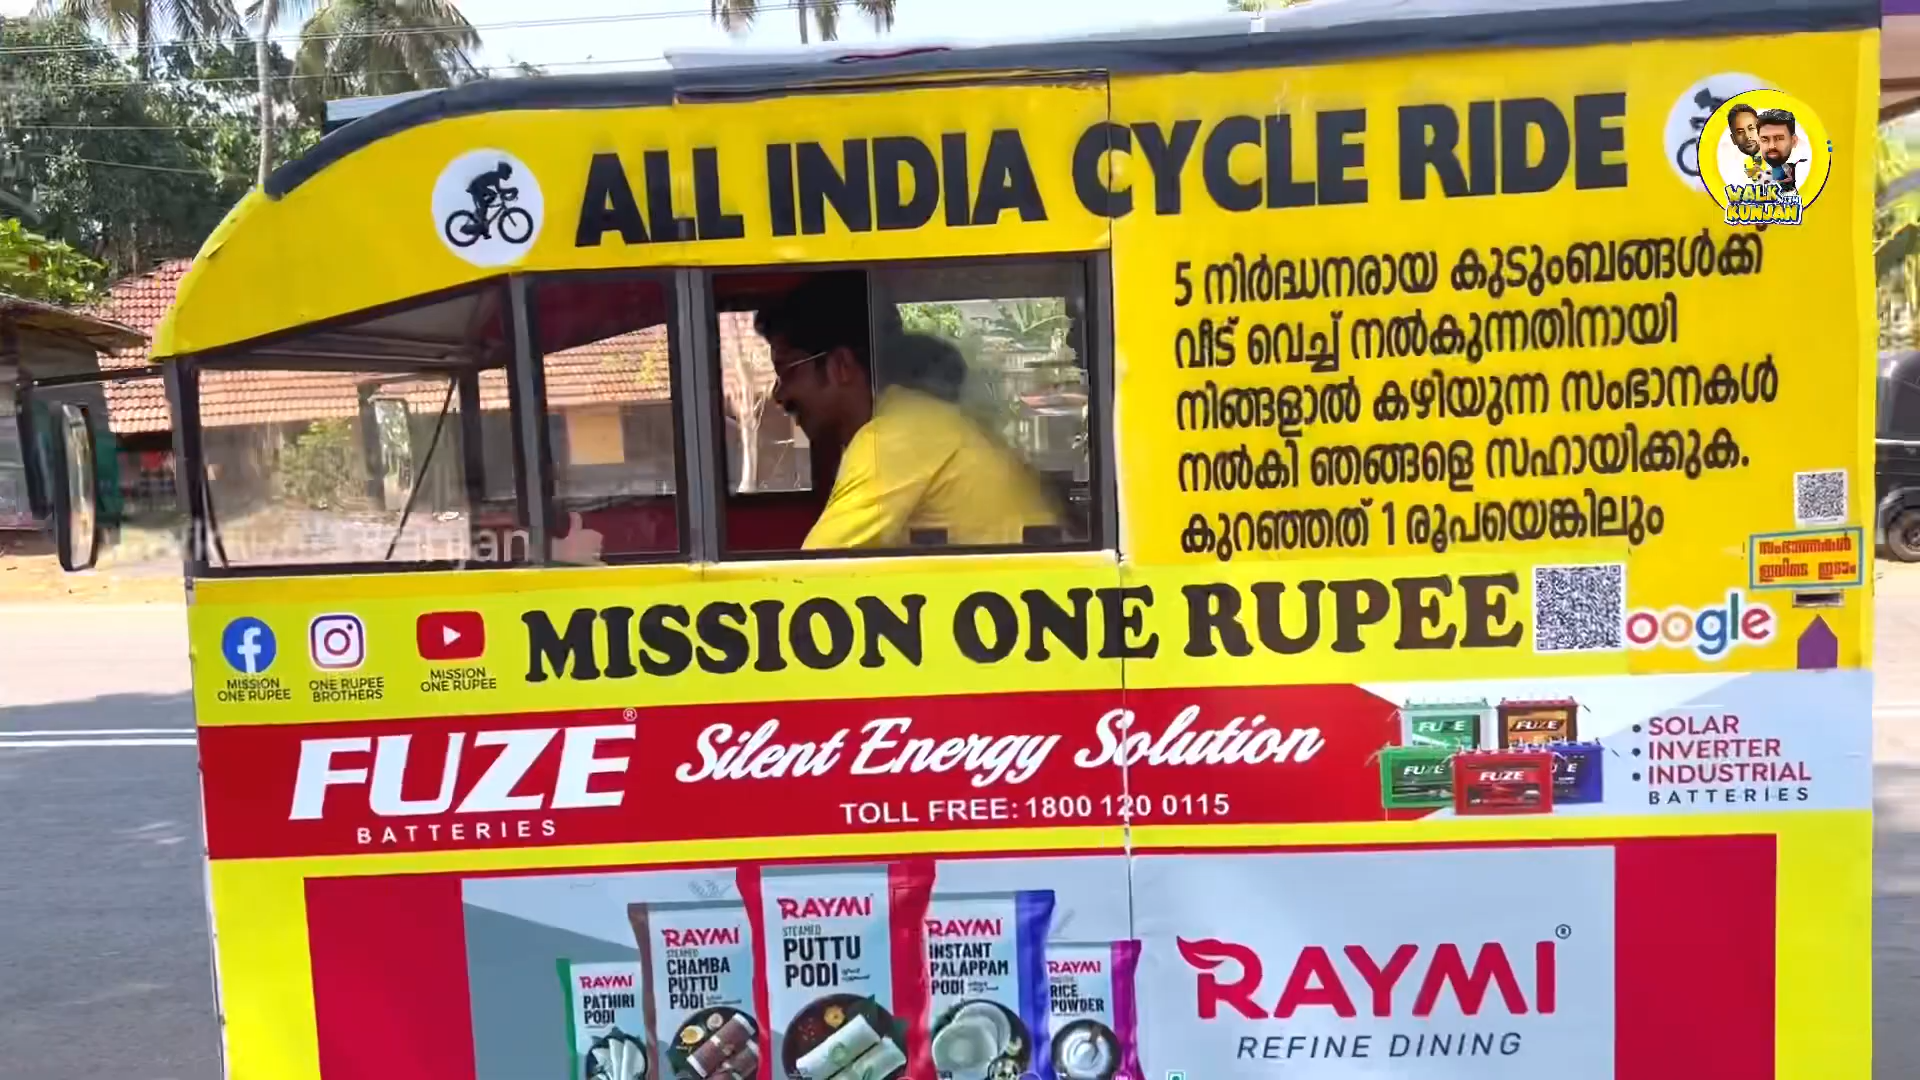 ALL INDIA CYCLE RIDE
WALK
KUNJAN
5 നിർദ്ധനരായ കുടുംബങ്ങൾക്ക്
വീട് വെച്ച് നൽകുന്നതിനായി
നിങ്ങളാൽ കഴിയുന്ന സംഭാനകൾ
നൽകി ഞങ്ങളെ സഹായിക്കുക.
കുറഞ്ഞത് 1 രൂപയെങ്കിലും
സംഭാനകൾ
ഇവിടെ ഇടാം
MISSION ONE RUPEE
oogle
MISSION
ONE RUPEE
ONE RUPEE
BROTHERS
MISSION
ONE RUPEE
FUZE®
BATTERIES
Silent Energy Solution
TOLL FREE: 1800 120 0115
FUZE
FUZE
FUZE
FUZE
• SOLAR
• INVERTER
• INDUSTRIAL
BATTERIES
RAYMI
PATHIRI
PODI
RAYMI
STEAMED
CHAMBA
PUTTU
PODI
RAYMI
STEAMED
PUTTU
PODI
RAYMI
INSTANT
PALAPPAM
PODI
RAYMI
RICE
POWDER
RAYMI®
REFINE DINING